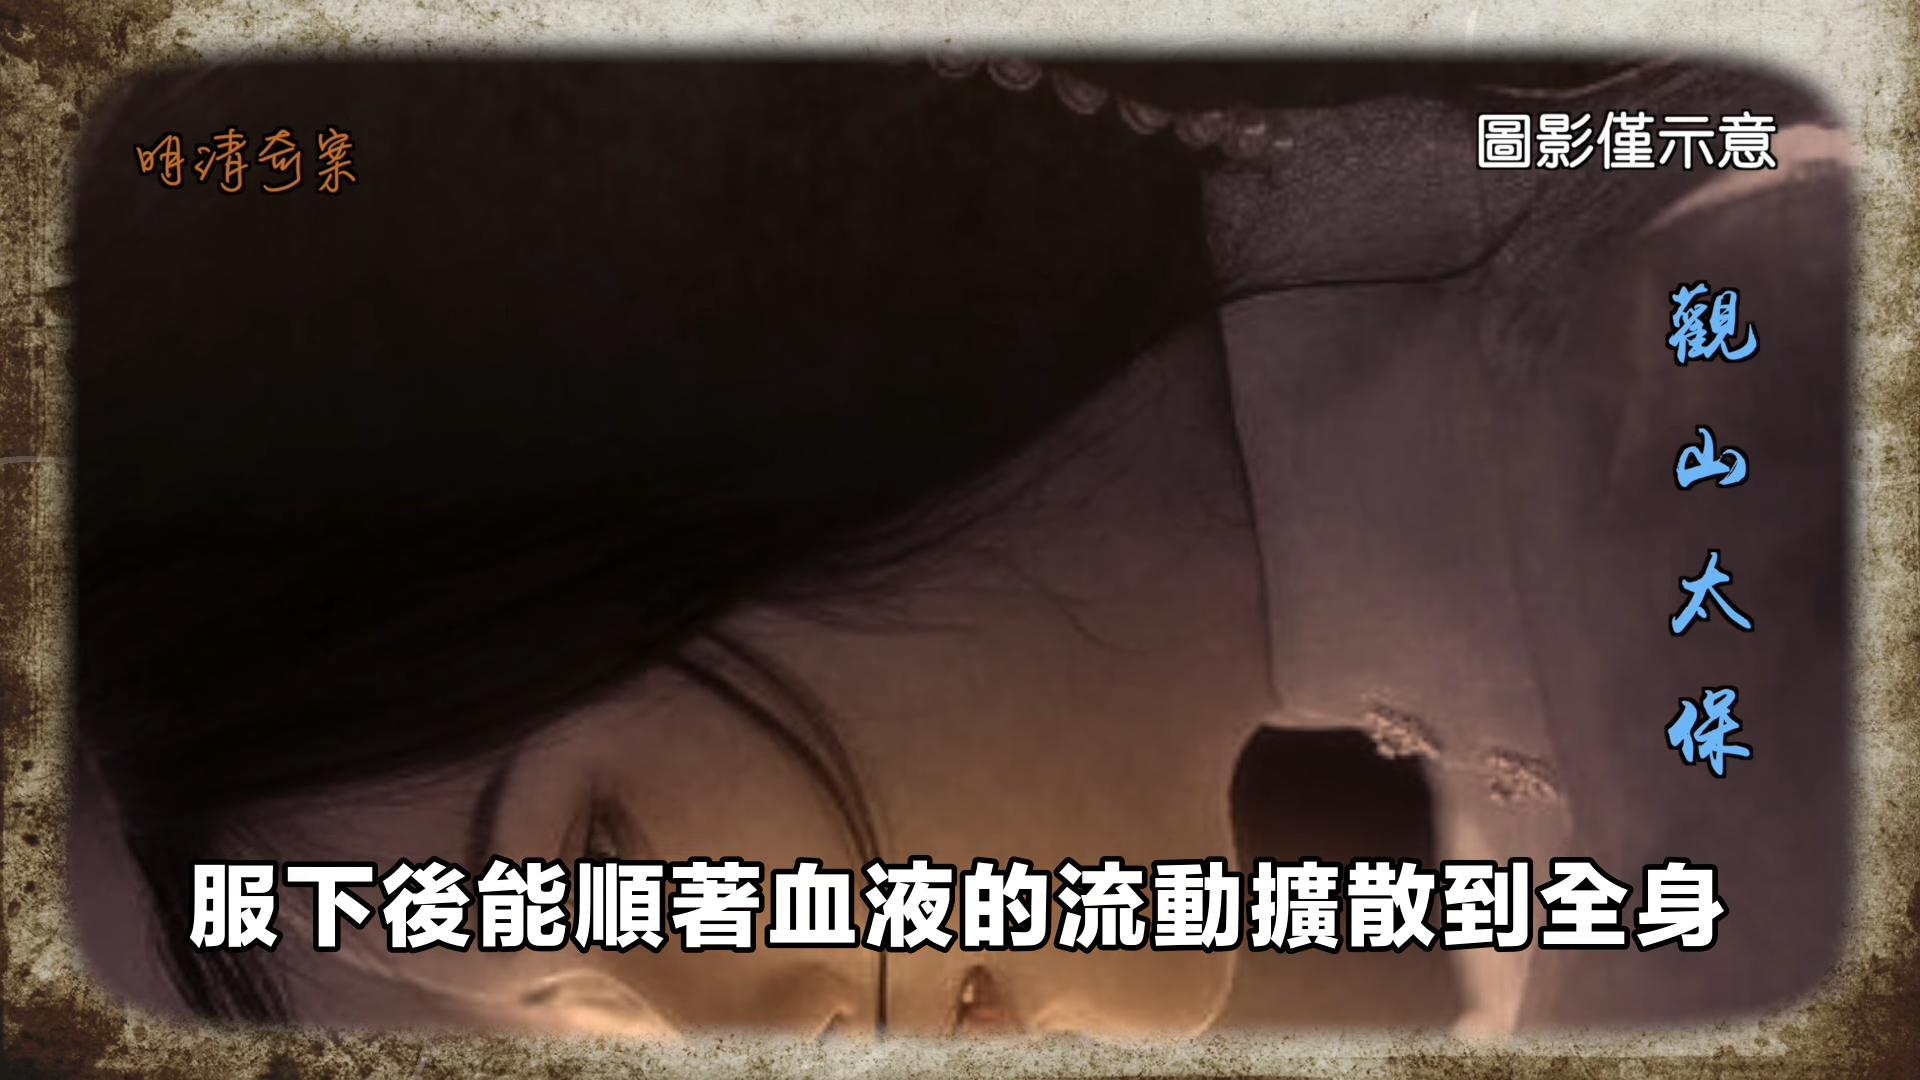 明清奇案
圖影僅示意
觀山太保
服下後能順著血液的流動擴散到全身